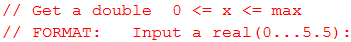 // Get a double  0 <= x <= max
// FORMAT:   Input a real(0...5.5):